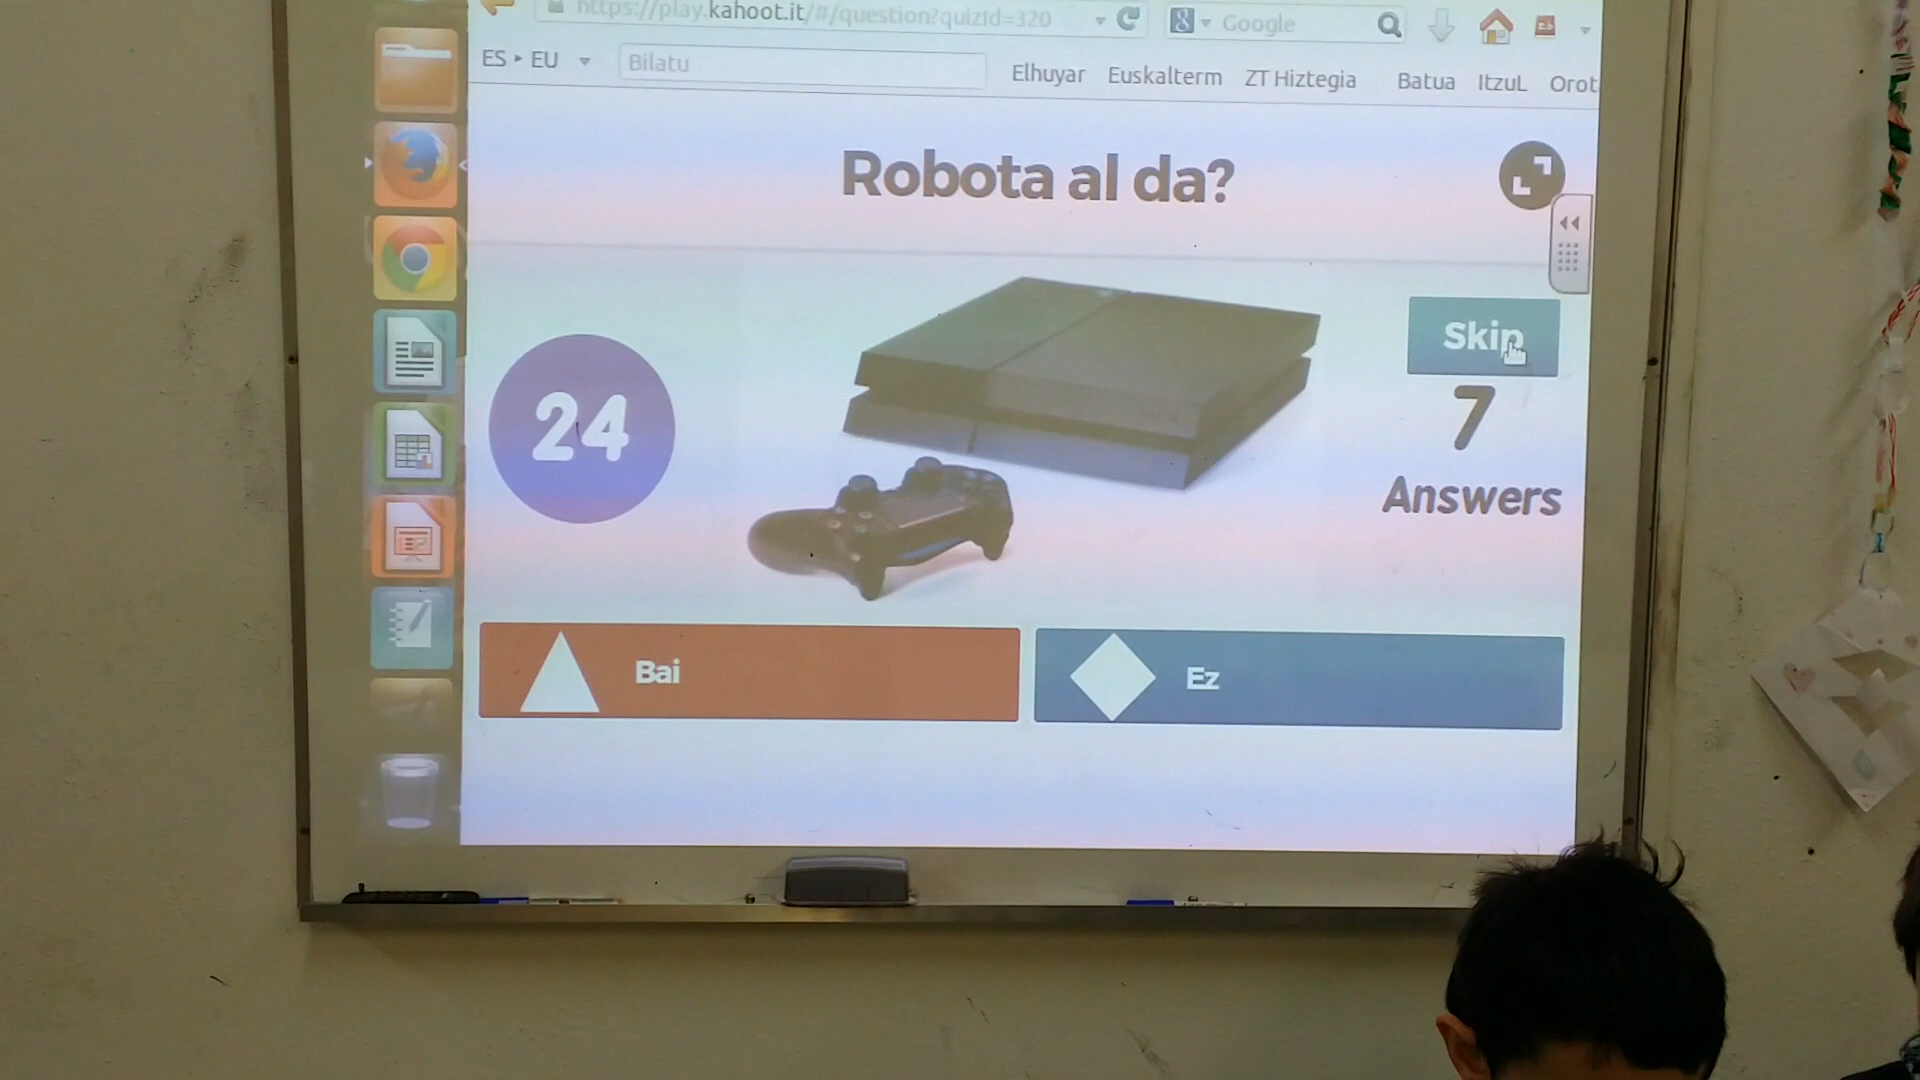 https://play.kahoot.it/#/question?quizId=320
Google
ES ▸ EU
Bilatu
Elhuyar Euskalterm ZT Hiztegia Batua ItzuL Orot
Robota al da?
24
Skip
7
Answers
Bai
Ez